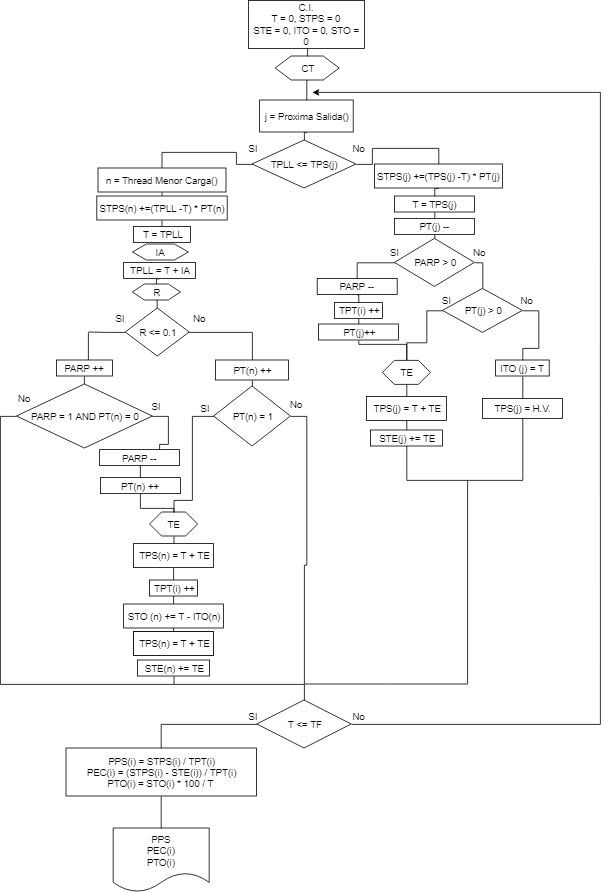 C.I.
T = 0, STPS = 0
STE = 0, ITO = 0, STO =
0
CT
j = Proxima Salida()
SI
No
TPLL <= TPS(j)
n = Thread Menor Carga()
STPS(j) +=(TPS(j) -T) * PT(j)
STPS(n) +=(TPLL -T) * PT(n)
T = TPS(j)
T = TPLL
PT(j) --
IA
SI
No
PARP > 0
TPLL = T + IA
R
PARP --
SI
No
TPT(i) ++
PT(j) > 0
SI
No
R <= 0.1
PT(j)++
PARP ++
PT(n) ++
TE
ITO (j) = T
No
SI
SI
No
PARP = 1 AND PT(n) = 0
PT(n) = 1
TPS(j) = T + TE
TPS(j) = H.V.
STE(j) += TE
PARP --
PT(n) ++
TE
TPS(n) = T + TE
TPT(i) ++
STO (n) += T - ITO(n)
TPS(n) = T + TE
STE(n) += TE
SI
No
T <= TF
PPS(i) = STPS(i) / TPT(i)
PEC(i) = (STPS(i) - STE(i)) / TPT(i)
PTO(i) = STO(i) * 100 / T
PPS
PEC(i)
PTO(i)